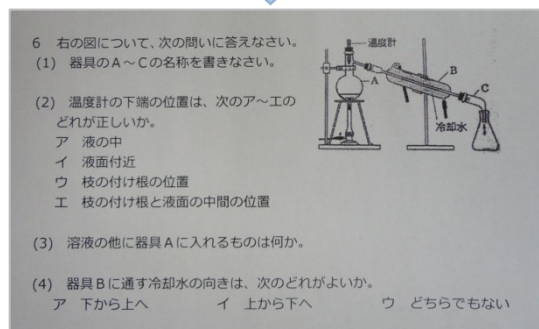 6 右の図について、次の問いに答えなさい。
(1) 器具のA～Cの名称を書きなさい。
(2) 温度計の下端の位置は、次のア～エの
どれが正しいか。
ア 液の中
イ 液面付近
ウ 枝の付け根の位置
エ 枝の付け根と液面の中間の位置
温度計
A
B
C
冷却水
(3) 溶液の他に器具Aに入れるものは何か。
(4) 器具Bに通す冷却水の向きは、次のどれがよいか。
ア 下から上へ イ 上から下へ ウ どちらでもない